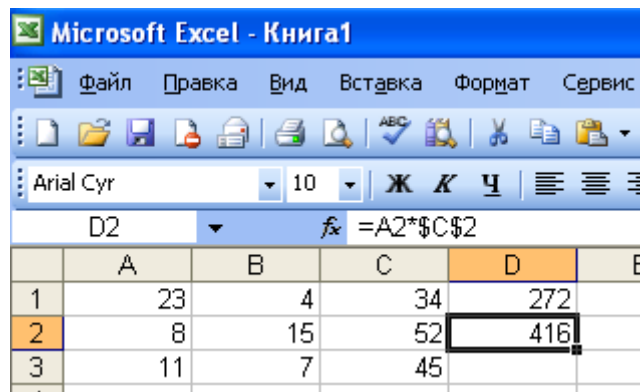 Microsoft Excel - Книга1
Файл Правка Вид Вставка Формат Сервис
ABC
Arial Cyr 10 Ж К Ч
D2 fx =A2*$C$2
A B C D
1 23 4 34 272
2 8 15 52 416
3 11 7 45